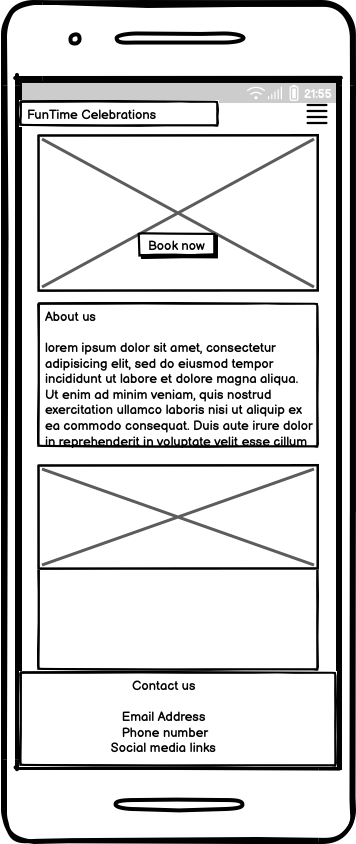 21:55
FunTime Celebrations
Book now
About us
lorem ipsum dolor sit amet, consectetur
adipisicing elit, sed do eiusmod tempor
incididunt ut labore et dolore magna aliqua.
Ut enim ad minim veniam, quis nostrud
exercitation ullamco laboris nisi ut aliquip ex
ea commodo consequat. Duis aute irure dolor
in reprehenderit in voluptate velit esse cillum
Contact us
Email Address
Phone number
Social media links